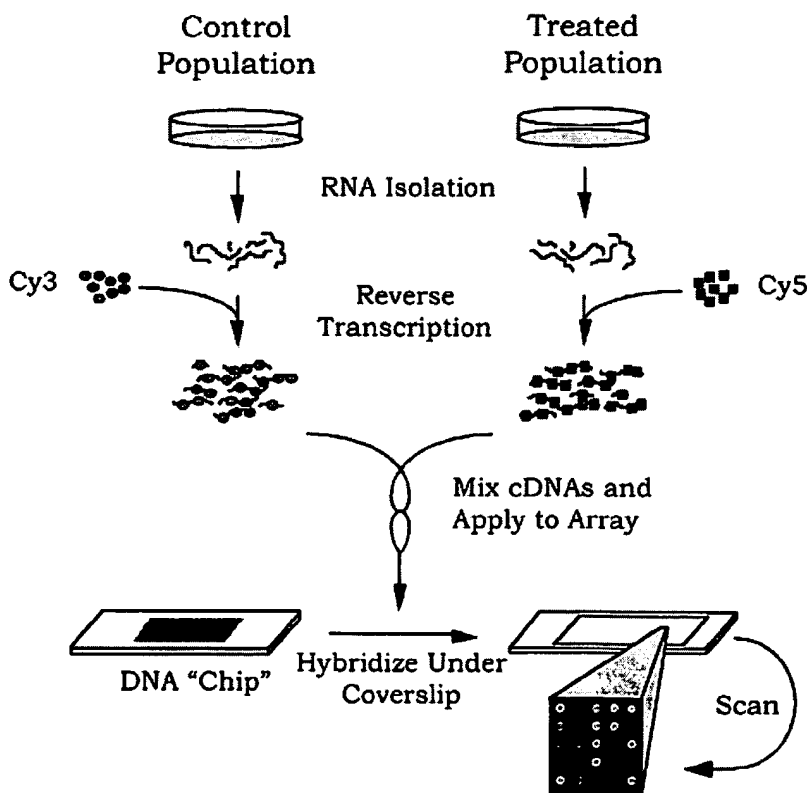 Control
Population
Treated
Population
RNA Isolation
Cy3
Reverse
Transcription
Cy5
Mix cDNAs and
Apply to Array
DNA “Chip”
Hybridize Under
Coverslip
Scan